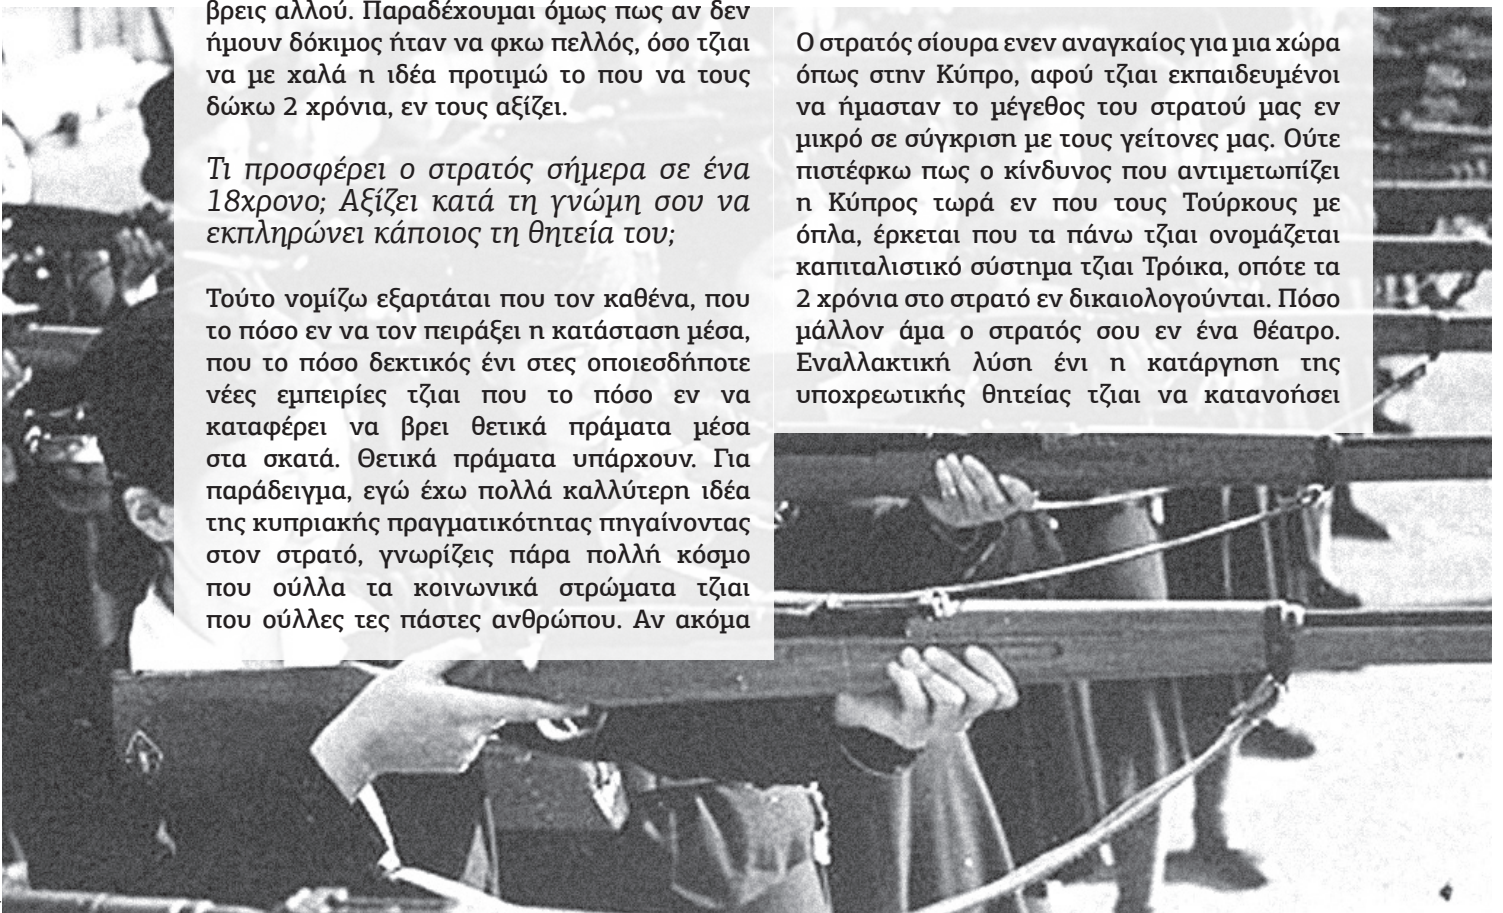 βρεις αλλού. Παραδέχουμαι όμως πως αν δεν
ήμουν δόκιμος ήταν να φκω πελλός, όσο τζιαι
να με χαλά η ιδέα προτιμώ το που να τους
δώκω 2 χρόνια, εν τους αξίζει.
Τι προσφέρει ο στρατός σήμερα σε ένα
18χρονο; Αξίζει κατά τη γνώμη σου να
εκπληρώνει κάποιος τη θητεία του;
Τούτο νομίζω εξαρτάται που τον καθένα, που
το πόσο εν να τον πειράξει η κατάσταση μέσα,
που το πόσο δεκτικός ένι στες οποιεσδήποτε
νέες εμπειρίες τζιαι που το πόσο εν να
καταφέρει να βρει θετικά πράματα μέσα
στα σκατά. Θετικά πράματα υπάρχουν. Για
παράδειγμα, εγώ έχω πολλά καλλύτερη ιδέα
της κυπριακής πραγματικότητας πηγαίνοντας
στον στρατό, γνωρίζεις πάρα πολλή κόσμο
που ούλλα τα κοινωνικά στρώματα τζιαι
που ούλλες τες πάστες ανθρώπου. Αν ακόμα
Ο στρατός σίουρα ενεν αναγκαίος για μια χώρα
όπως στην Κύπρο, αφού τζιαι εκπαιδευμένοι
να ήμασταν το μέγεθος του στρατού μας εν
μικρό σε σύγκριση με τους γείτονες μας. Ούτε
πιστέφκω πως ο κίνδυνος που αντιμετωπίζει
η Κύπρος τωρά εν που τους Τούρκους με
όπλα, έρκεται που τα πάνω τζιαι ονομάζεται
καπιταλιστικό σύστημα τζιαι Τρόικα, οπότε τα
2 χρόνια στο στρατό εν δικαιολογούνται. Πόσο
μάλλον άμα ο στρατός σου εν ένα θέατρο.
Εναλλακτική λύση ένι η κατάργηση της
υποχρεωτικής θητείας τζιαι να κατανοήσει